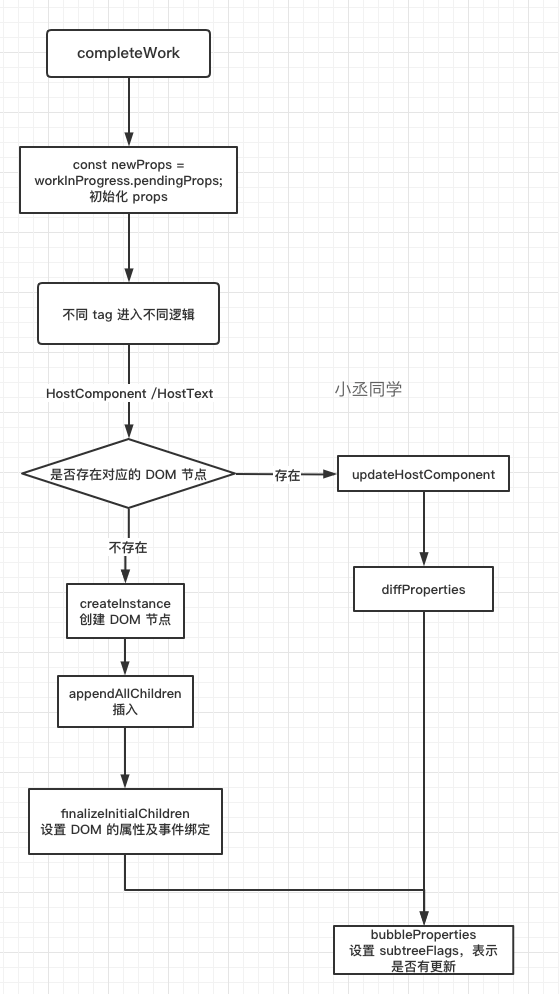 completeWork
const newProps =
workInProgress.pendingProps;
初始化 props
不同 tag 进入不同逻辑
HostComponent /HostText
小丞同学
是否存在对应的 DOM 节点
存在
updateHostComponent
不存在
diffProperties
createInstance
创建 DOM 节点
appendAllChildren
插入
finalizeInitialChildren
设置 DOM 的属性及事件绑定
bubbleProperties
设置 subtreeFlags，表示
是否有更新